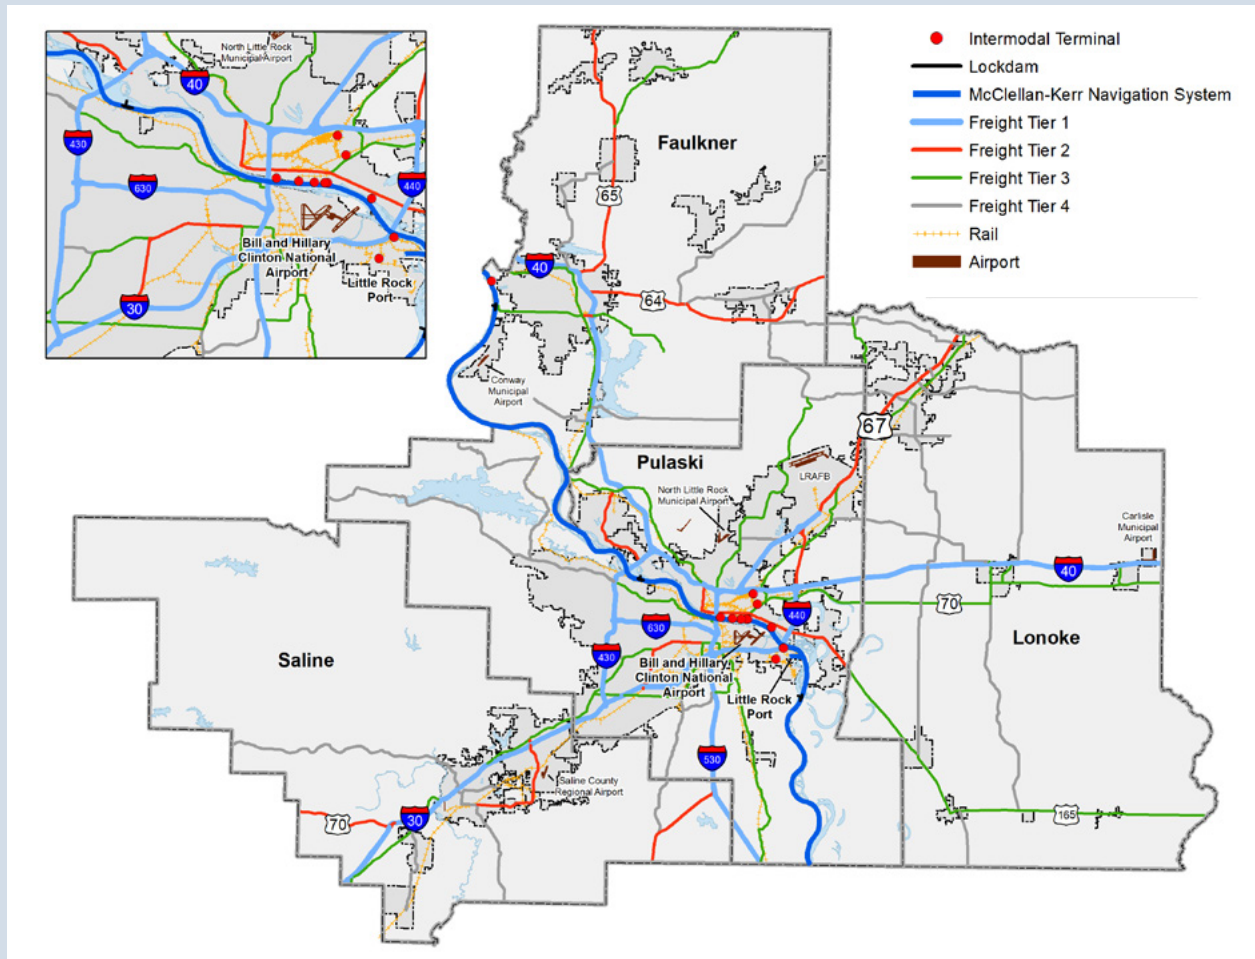 North Little Rock
Municipal Airport
40
430
630
440
Bill and Hillary
Clinton National
Airport
Little Rock
Port
30
Intermodal Terminal
Lockdam
McClellan-Kerr Navigation System
Freight Tier 1
Freight Tier 2
Freight Tier 3
Freight Tier 4
Rail
Airport
Faulkner
65
40
64
Conway
Municipal
Airport
67
Pulaski
LRAFB
North Little Rock
Municipal Airport
Carlisle
Municipal
Airport
40
70
440
630
430
Lonoke
Saline
Bill and Hillary
Clinton National
Airport
Little Rock
Port
530
Saline County
Regional Airport
30
70
165